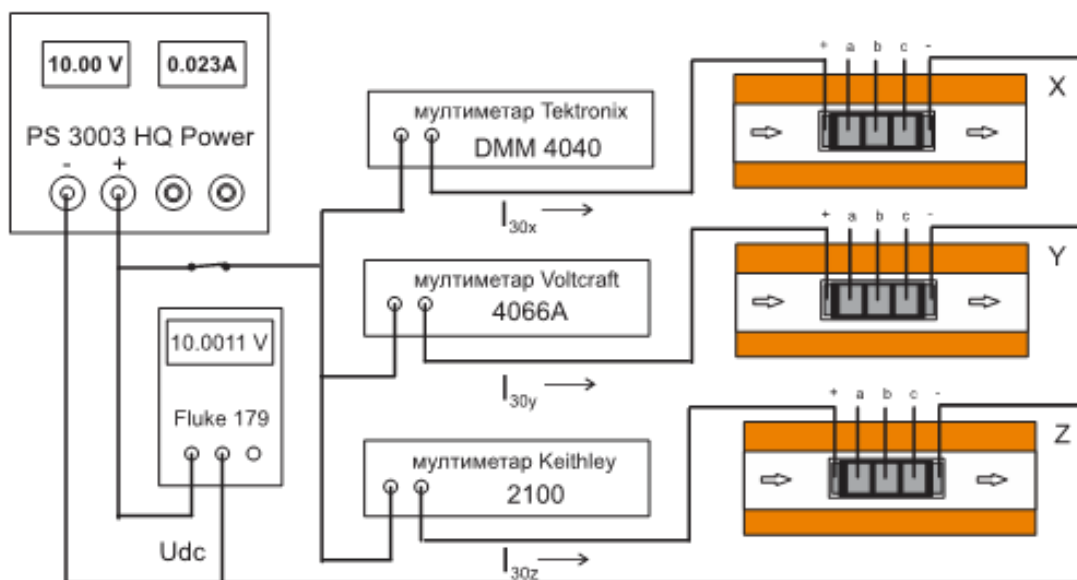 10.00 V
0.023A
PS 3003 HQ Power
- +
мултиметар Tektronix
DMM 4040
I30x
+ a b c -
X
мултиметар Voltcraft
4066A
I30y
+ a b c -
Y
10.0011 V
Fluke 179
Udc
мултиметар Keithley
2100
I30z
+ a b c -
Z